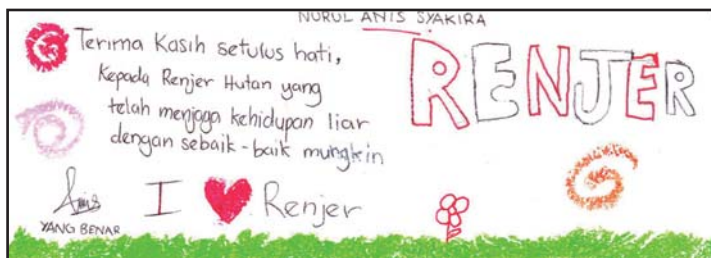 NURUL ANIS SYAKIRA
Terima Kasih setulus hati,
Kepada Renjer Hutan yang
telah menjaga kehidupan liar
dengan sebaik-baik mungkin
RENJER
Anis
YANG BENAR
I ❤ Renjer